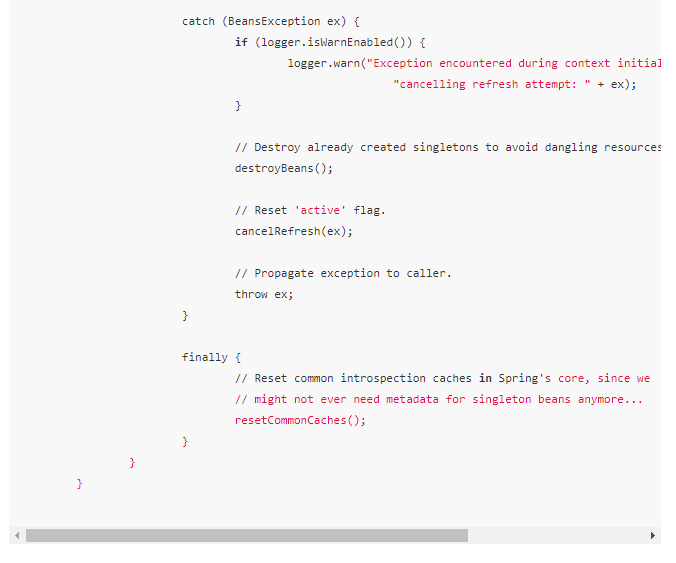 catch (BeansException ex) {
if (logger.isWarnEnabled()) {
logger.warn("Exception encountered during context initial
"cancelling refresh attempt: " + ex);
}
// Destroy already created singletons to avoid dangling resources
destroyBeans();
// Reset 'active' flag.
cancelRefresh(ex);
// Propagate exception to caller.
throw ex;
}
finally {
// Reset common introspection caches in Spring's core, since we
// might not ever need metadata for singleton beans anymore...
resetCommonCaches();
}
}
}